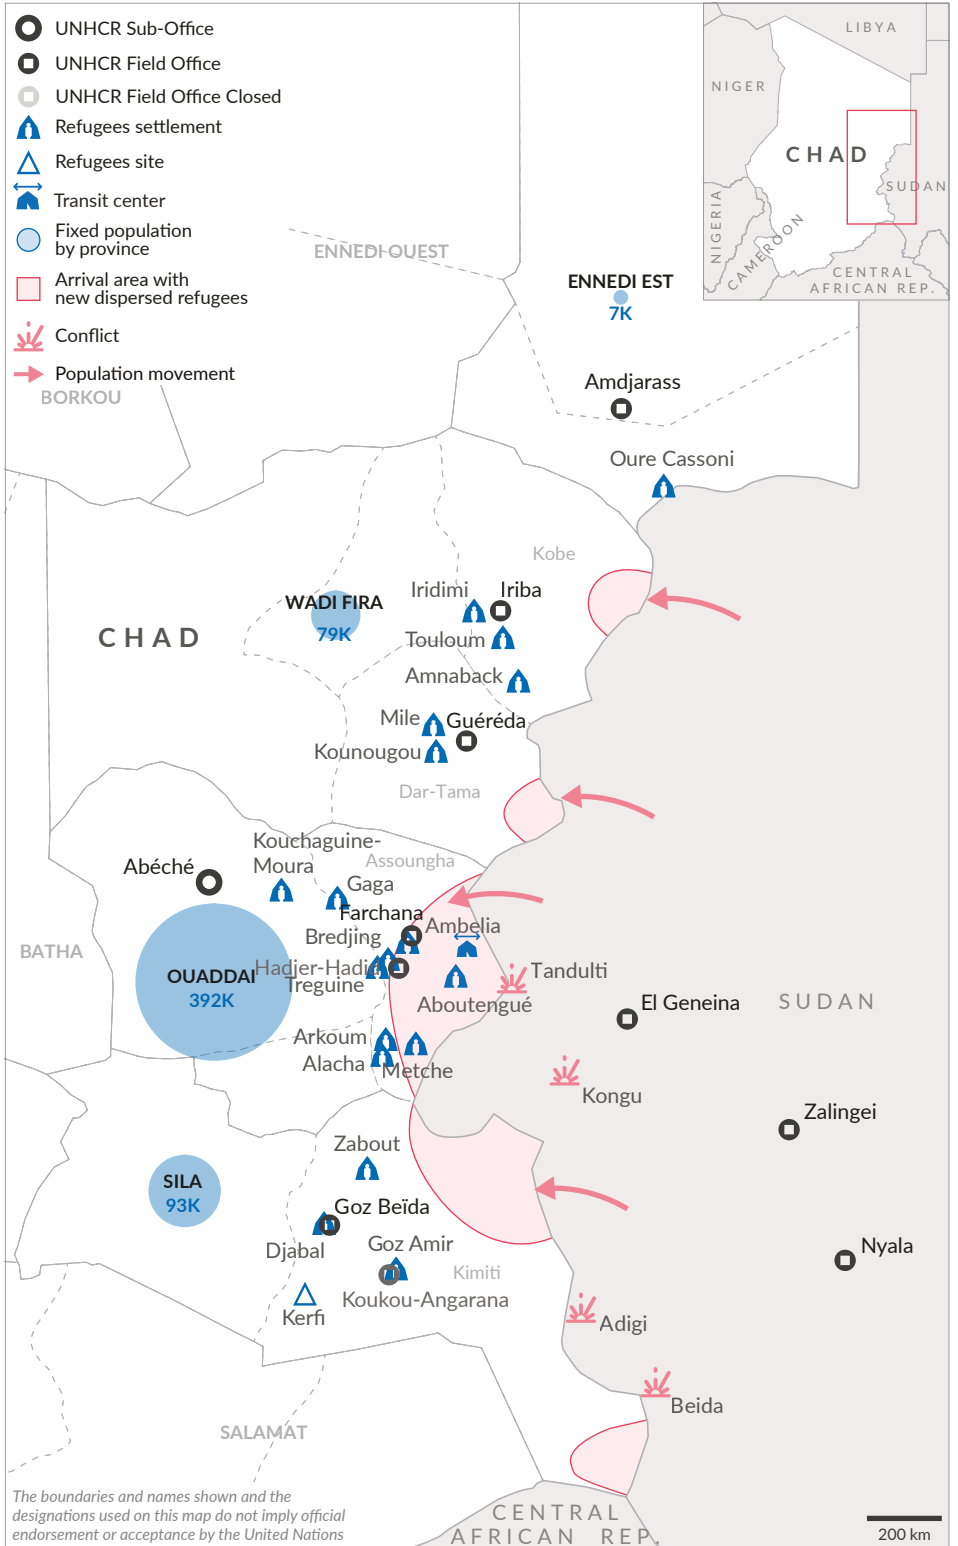 UNHCR Sub-Office
UNHCR Field Office
UNHCR Field Office Closed
Refugees settlement
Refugees site
Transit center
Fixed population
by province
Arrival area with
new dispersed refugees
Conflict
Population movement
LIBYA
NIGER
CHAD
SUDAN
NIGERIA
CAMEROON
CENTRAL
AFRICAN REP.
ENNEDI OUEST
ENNEDI EST
7K
BORKOU
Amdjarass
Oure Cassoni
Kobe
Iridimi
Iriba
WADI FIRA
79K
CHAD
Touloum
Amnaback
Mile
Guéréda
Kounougou
Dar-Tama
Kouchaguine-
Moura
Assoungha
Abéché
Gaga
Farchana
Ambelia
Bredjing
BATHA
OUADDAI
392K
Hadjer-Hadid
Treguine
Tandulti
Aboutengué
El Geneina
SUDAN
Arkoum
Alacha
Metche
Kongu
Zalingei
Zabout
SILA
93K
Goz Beïda
Djabal
Goz Amir
Kimiti
Nyala
Koukou-Angarana
Kerfi
Adigi
Beida
SALAMAT
The boundaries and names shown and the
designations used on this map do not imply official
endorsement or acceptance by the United Nations
CENTRAL
AFRICAN REP.
200 km